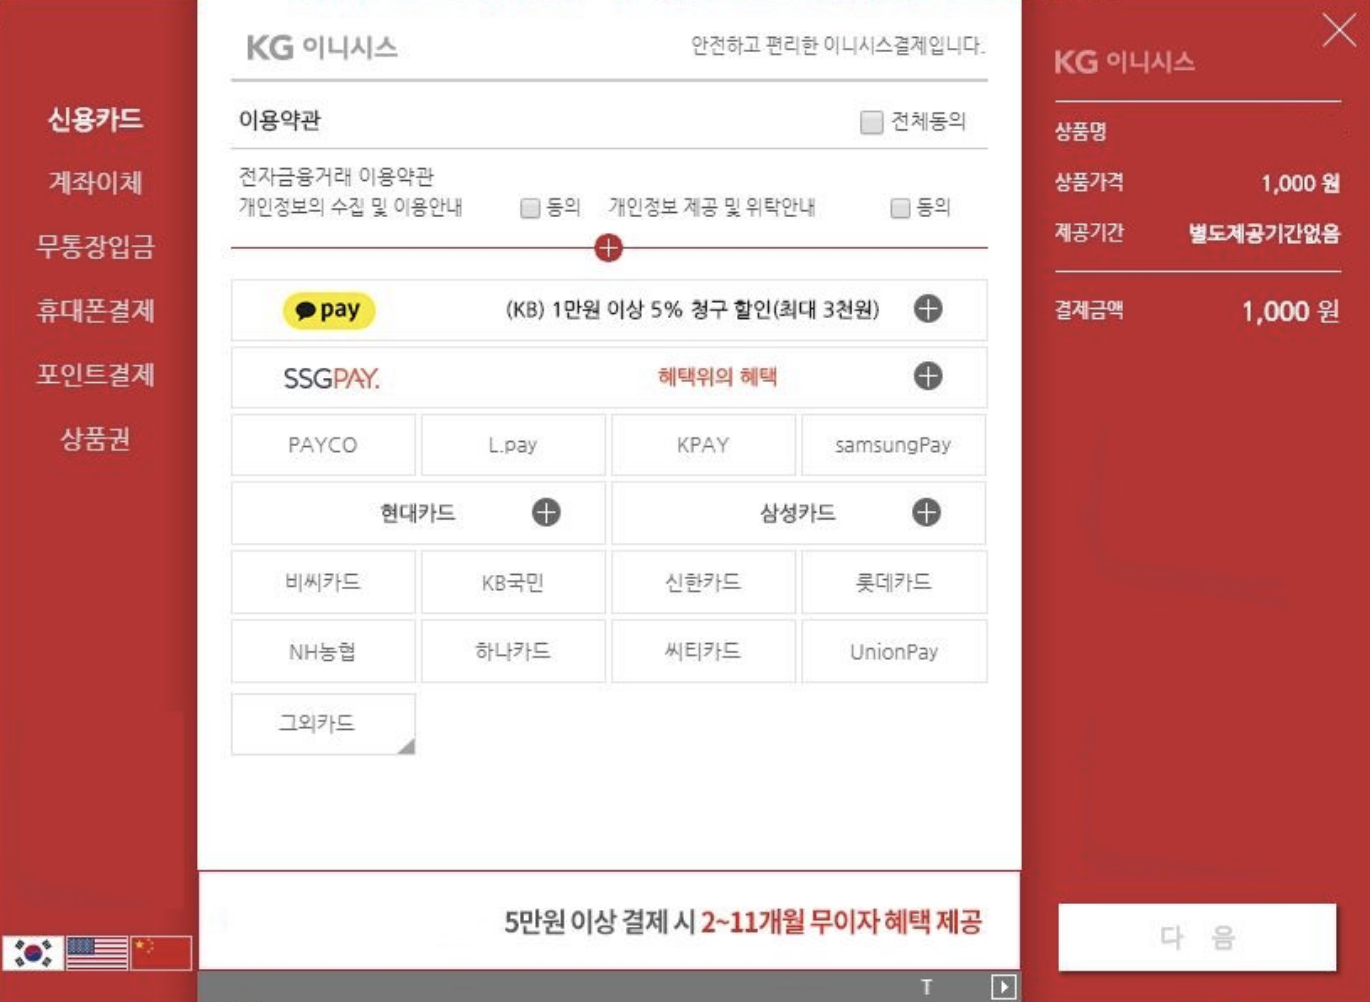 KG 이니시스
안전하고 편리한 이니시스결제입니다.
신용카드
계좌이체
무통장입금
휴대폰결제
포인트결제
상품권
이용약관
전체동의
전자금융거래 이용약관
개인정보의 수집 및 이용안내
동의
개인정보 제공 및 위탁안내
동의
pay
(KB) 1만원 이상 5% 청구 할인(최대 3천원)
SSGPAY.
혜택위의 혜택
PAYCO
L.pay
KPAY
samsungPay
현대카드
삼성카드
비씨카드
KB국민
신한카드
롯데카드
NH농협
하나카드
씨티카드
UnionPay
그외카드
5만원 이상 결제 시 2~11개월 무이자 혜택 제공
T
KG 이니시스
상품명
상품가격 1,000 원
제공기간 별도제공기간없음
결제금액 1,000 원
다 음